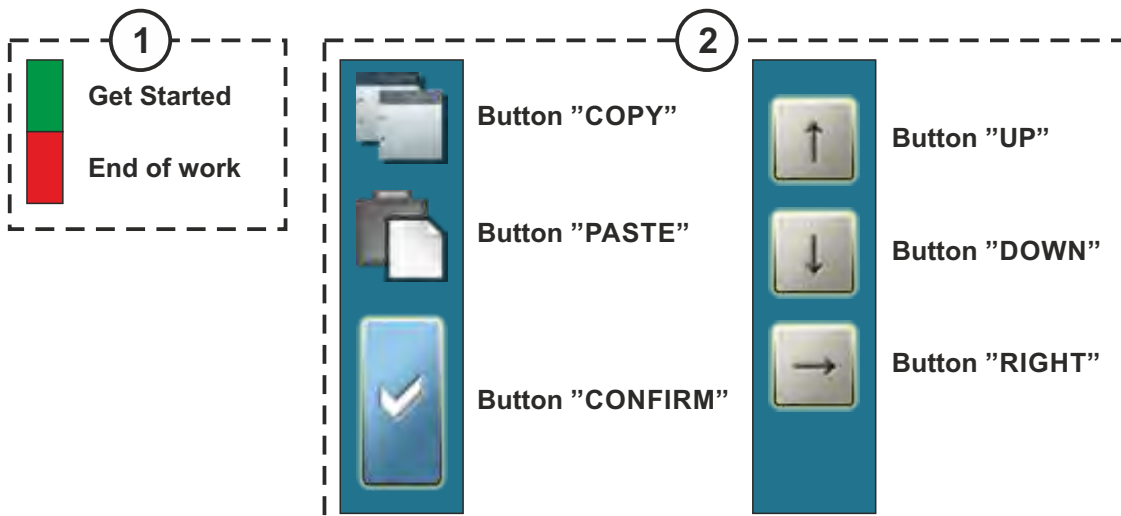 1
Get Started
End of work
2
Button ”COPY”
Button ”PASTE”
Button ”CONFIRM”
Button ”UP”
Button ”DOWN”
Button ”RIGHT”